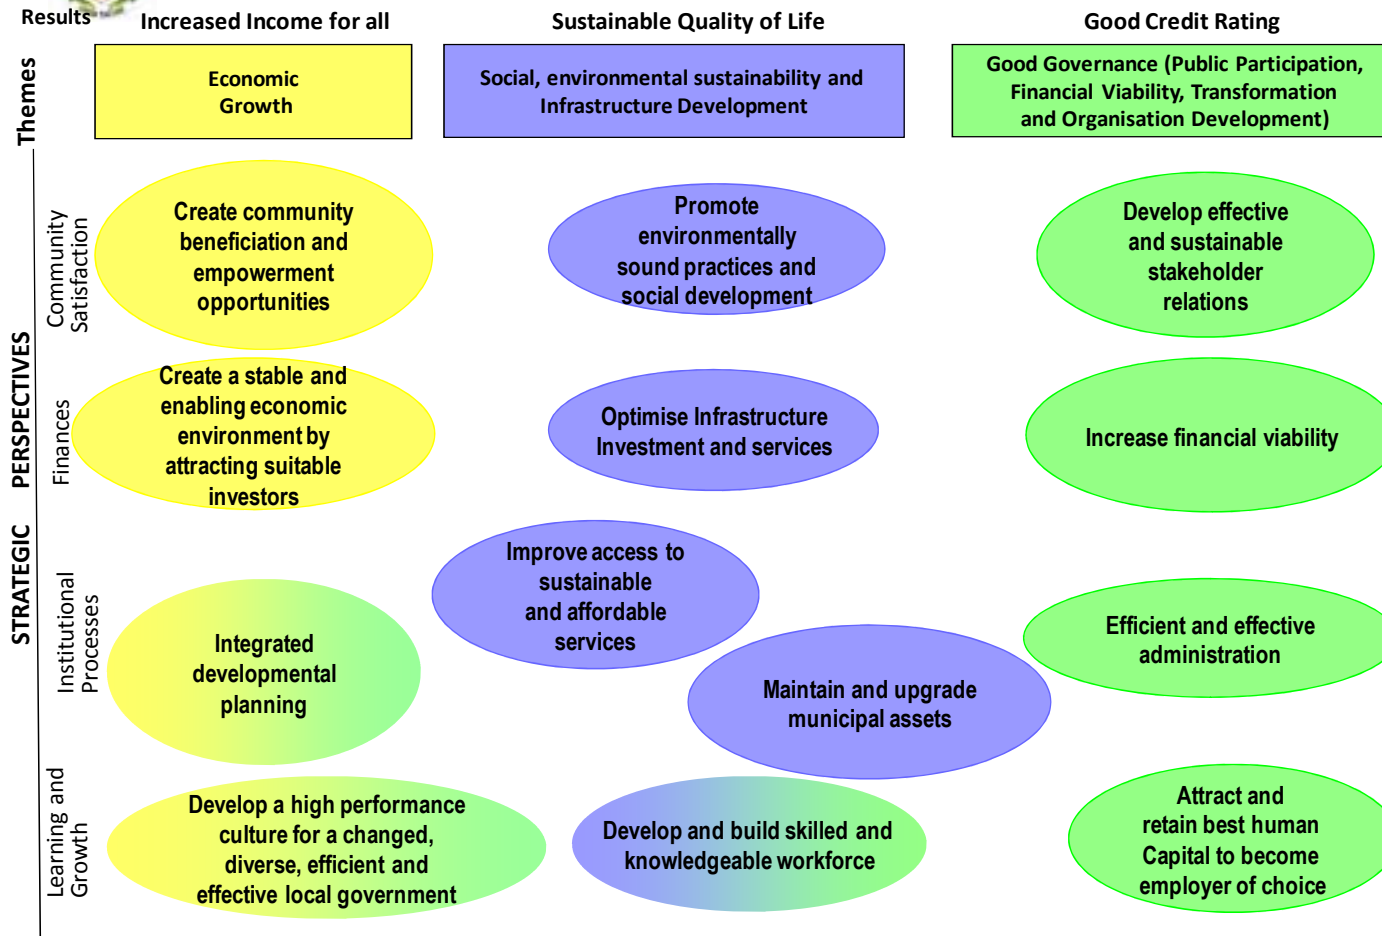 Results
Increased Income for all
Sustainable Quality of Life
Good Credit Rating
Themes
Economic
Growth
Social, environmental sustainability and
Infrastructure Development
Good Governance (Public Participation,
Financial Viability, Transformation
and Organisation Development)
STRATEGIC PERSPECTIVES
Community
Satisfaction
Create community
beneficiation and
empowerment
opportunities
Promote
environmentally
sound practices and
social development
Develop effective
and sustainable
stakeholder
relations
Finances
Create a stable and
enabling economic
environment by
attracting suitable
investors
Optimise Infrastructure
Investment and services
Increase financial viability
Institutional
Processes
Integrated
developmental
planning
Improve access to
sustainable
and affordable
services
Maintain and upgrade
municipal assets
Efficient and effective
administration
Learning and
Growth
Develop a high performance
culture for a changed,
diverse, efficient and
effective local government
Develop and build skilled and
knowledgeable workforce
Attract and
retain best human
Capital to become
employer of choice